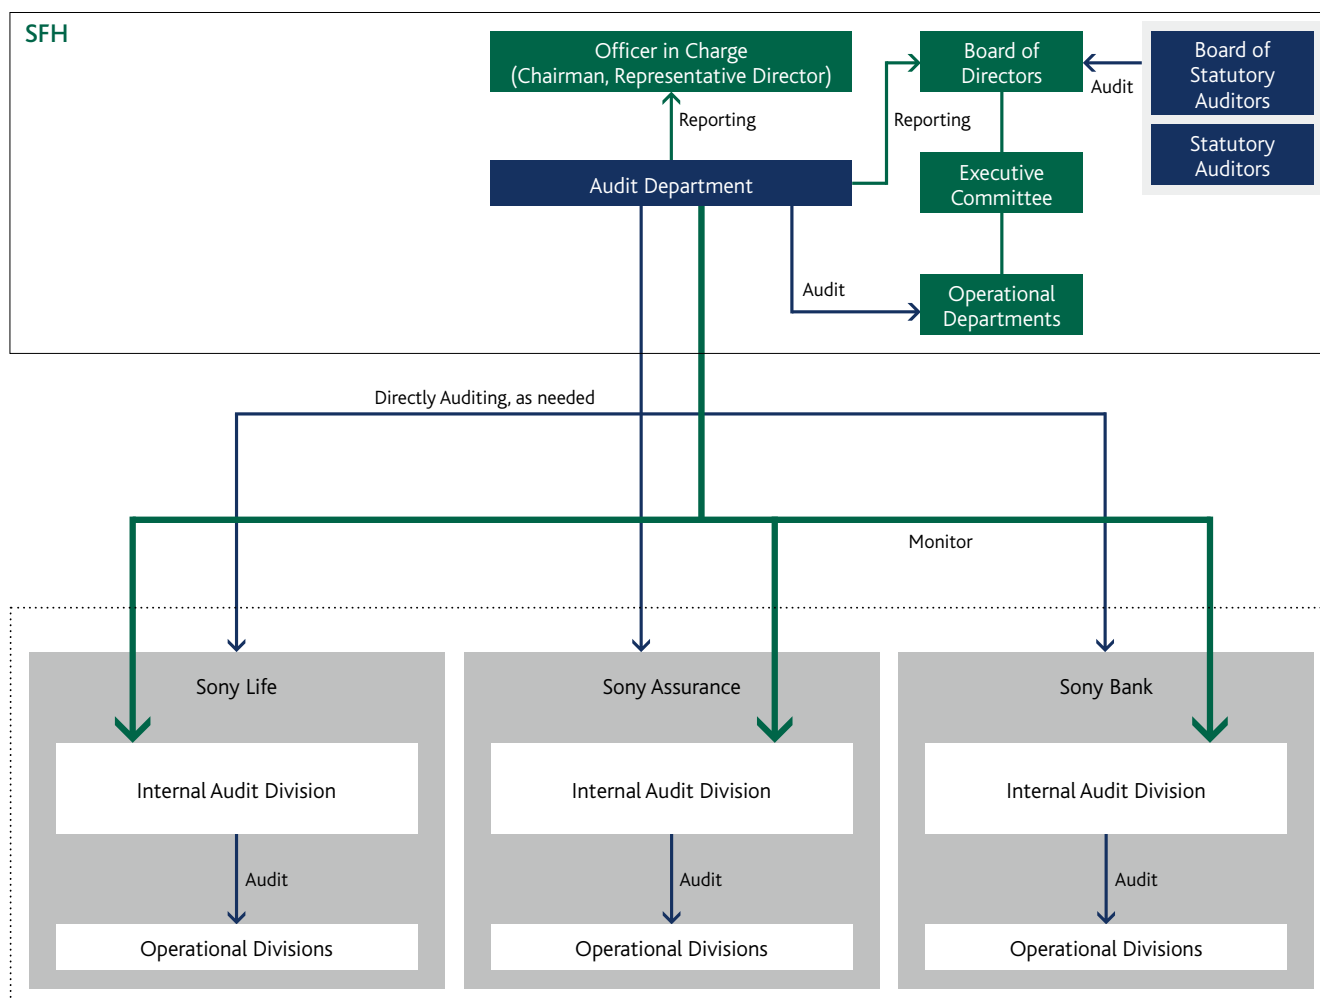 SFH
Officer in Charge
(Chairman, Representative Director)
Board of
Directors
Board of
Statutory
Auditors
Audit
Reporting
Reporting
Statutory
Auditors
Audit Department
Executive
Committee
Audit
Operational
Departments
Directly Auditing, as needed
Monitor
Sony Life
Sony Assurance
Sony Bank
Internal Audit Division
Internal Audit Division
Internal Audit Division
Audit
Audit
Audit
Operational Divisions
Operational Divisions
Operational Divisions